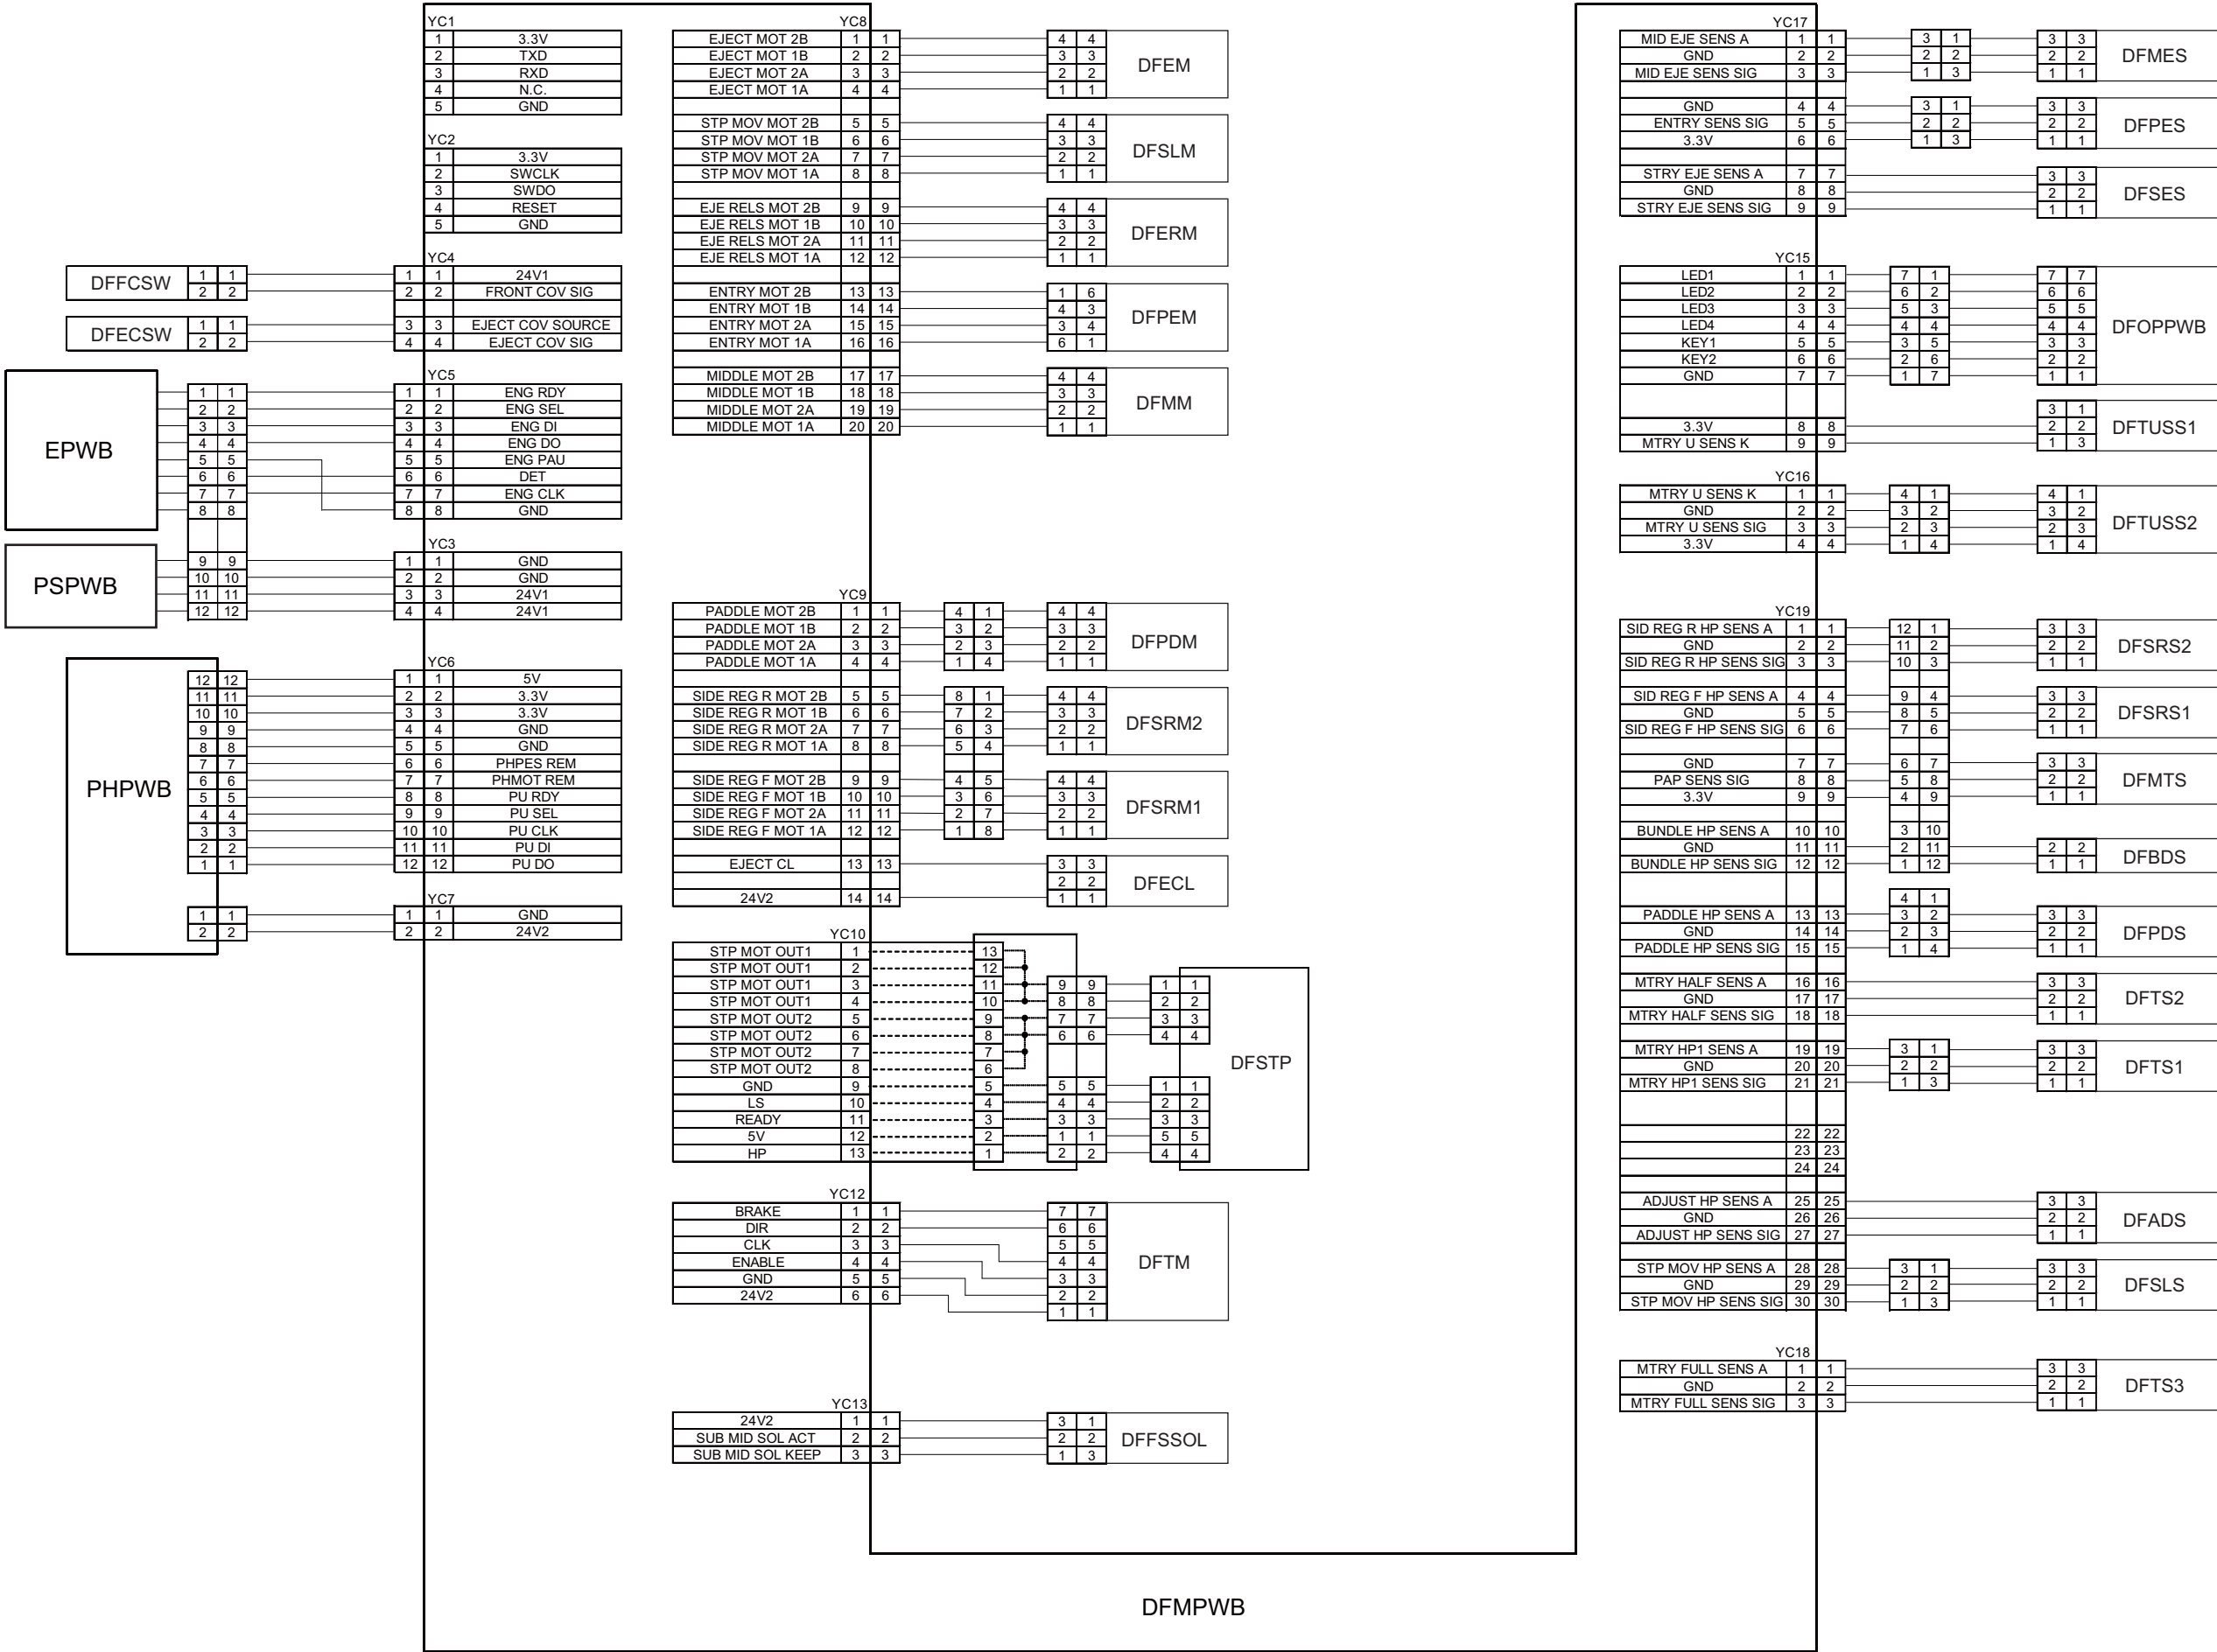 YC1
1 3.3V
2 TXD
3 RXD
4 N.C.
5 GND
YC2
1 3.3V
2 SWCLK
3 SWDO
4 RESET
5 GND
YC4
DFFCSW
1 1 1 1 24V1
2 2 2 2 FRONT COV SIG
DFECSW
1 1 3 3 EJECT COV SOURCE
2 2 4 4 EJECT COV SIG
YC5
EPWB
1 1 1 1 ENG RDY
2 2 2 2 ENG SEL
3 3 3 3 ENG DI
4 4 4 4 ENG DO
5 5 5 5 ENG PAU
6 6 6 6 DET
7 7 7 7 ENG CLK
8 8 8 8 GND
YC3
PSPWB
9 9 1 1 GND
10 10 2 2 GND
11 11 3 3 24V1
12 12 4 4 24V1
YC6
PHPWB
12 12 1 1 5V
11 11 2 2 3.3V
10 10 3 3 3.3V
9 9 4 4 GND
8 8 5 5 GND
7 7 6 6 PHPES REM
6 6 7 7 PHMOT REM
5 5 8 8 PU RDY
4 4 9 9 PU SEL
3 3 10 10 PU CLK
2 2 11 11 PU DI
1 1 12 12 PU DO
YC7
1 1 1 1 GND
2 2 2 2 24V2
YC8
EJECT MOT 2B 1 1 4 4
EJECT MOT 1B 2 2 3 3
EJECT MOT 2A 3 3 2 2
EJECT MOT 1A 4 4 1 1
DFEM
STP MOV MOT 2B 5 5 4 4
STP MOV MOT 1B 6 6 3 3
STP MOV MOT 2A 7 7 2 2
STP MOV MOT 1A 8 8 1 1
DFSLM
EJE RELS MOT 2B 9 9 4 4
EJE RELS MOT 1B 10 10 3 3
EJE RELS MOT 2A 11 11 2 2
EJE RELS MOT 1A 12 12 1 1
DFERM
ENTRY MOT 2B 13 13 1 6
ENTRY MOT 1B 14 14 4 3
ENTRY MOT 2A 15 15 3 4
ENTRY MOT 1A 16 16 6 1
DFPEM
MIDDLE MOT 2B 17 17 4 4
MIDDLE MOT 1B 18 18 3 3
MIDDLE MOT 2A 19 19 2 2
MIDDLE MOT 1A 20 20 1 1
DFMM
YC9
PADDLE MOT 2B 1 1 4 1 4 4
PADDLE MOT 1B 2 2 3 2 3 3
PADDLE MOT 2A 3 3 2 3 2 2
PADDLE MOT 1A 4 4 1 4 1 1
DFPDM
SIDE REG R MOT 2B 5 5 8 1 4 4
SIDE REG R MOT 1B 6 6 7 2 3 3
SIDE REG R MOT 2A 7 7 6 3 2 2
SIDE REG R MOT 1A 8 8 5 4 1 1
DFSRM2
SIDE REG F MOT 2B 9 9 4 5 4 4
SIDE REG F MOT 1B 10 10 3 6 3 3
SIDE REG F MOT 2A 11 11 2 7 2 2
SIDE REG F MOT 1A 12 12 1 8 1 1
DFSRM1
EJECT CL 13 13 3 3
2 2
24V2 14 14 1 1
DFECL
YC10
STP MOT OUT1 1 13
STP MOT OUT1 2 12
STP MOT OUT1 3 11 9 9 1 1
STP MOT OUT1 4 10 8 8 2 2
STP MOT OUT2 5 9 7 7 3 3
STP MOT OUT2 6 8 6 6 4 4
STP MOT OUT2 7 7
STP MOT OUT2 8 6
GND 9 5 5 5 1 1
LS 10 4 4 4 2 2
READY 11 3 3 3 3 3
5V 12 2 1 1 5 5
HP 13 1 2 2 4 4
DFSTP
YC12
BRAKE 1 1 7 7
DIR 2 2 6 6
CLK 3 3 5 5
ENABLE 4 4 4 4
GND 5 5 3 3
24V2 6 6 2 2
1 1
DFTM
YC13
24V2 1 1 3 1
SUB MID SOL ACT 2 2 2 2
SUB MID SOL KEEP 3 3 1 3
DFFSSOL
YC17
MID EJE SENS A 1 1 3 1 3 3
GND 2 2 2 2 2 2
MID EJE SENS SIG 3 3 1 3 1 1
DFMES
GND 4 4 3 1 3 3
ENTRY SENS SIG 5 5 2 2 2 2
3.3V 6 6 1 3 1 1
DFPES
STRY EJE SENS A 7 7 3 3
GND 8 8 2 2
STRY EJE SENS SIG 9 9 1 1
DFSES
YC15
LED1 1 1 7 1 7 7
LED2 2 2 6 2 6 6
LED3 3 3 5 3 5 5
LED4 4 4 4 4 4 4
KEY1 5 5 3 5 3 3
KEY2 6 6 2 6 2 2
GND 7 7 1 7 1 1
DFOPPWB
3 1
3.3V 8 8 2 2
MTRY U SENS K 9 9 1 3
DFTUSS1
YC16
MTRY U SENS K 1 1 4 1 4 1
GND 2 2 3 2 3 2
MTRY U SENS SIG 3 3 2 3 2 3
3.3V 4 4 1 4 1 4
DFTUSS2
YC19
SID REG R HP SENS A 1 1 12 1 3 3
GND 2 2 11 2 2 2
SID REG R HP SENS SIG 3 3 10 3 1 1
DFSRS2
SID REG F HP SENS A 4 4 9 4 3 3
GND 5 5 8 5 2 2
SID REG F HP SENS SIG 6 6 7 6 1 1
DFSRS1
GND 7 7 6 7 3 3
PAP SENS SIG 8 8 5 8 2 2
3.3V 9 9 4 9 1 1
DFMTS
BUNDLE HP SENS A 10 10 3 10
GND 11 11 2 11 2 2
BUNDLE HP SENS SIG 12 12 1 12 1 1
DFBDS
4 1
PADDLE HP SENS A 13 13 3 2 3 3
GND 14 14 2 3 2 2
PADDLE HP SENS SIG 15 15 1 4 1 1
DFPDS
MTRY HALF SENS A 16 16 3 3
GND 17 17 2 2
MTRY HALF SENS SIG 18 18 1 1
DFTS2
MTRY HP1 SENS A 19 19 3 1 3 3
GND 20 20 2 2 2 2
MTRY HP1 SENS SIG 21 21 1 3 1 1
DFTS1
22 22
23 23
24 24
ADJUST HP SENS A 25 25 3 3
GND 26 26 2 2
ADJUST HP SENS SIG 27 27 1 1
DFADS
STP MOV HP SENS A 28 28 3 1 3 3
GND 29 29 2 2 2 2
STP MOV HP SENS SIG 30 30 1 3 1 1
DFSLS
YC18
MTRY FULL SENS A 1 1 3 3
GND 2 2 2 2
MTRY FULL SENS SIG 3 3 1 1
DFTS3
DFMPWB